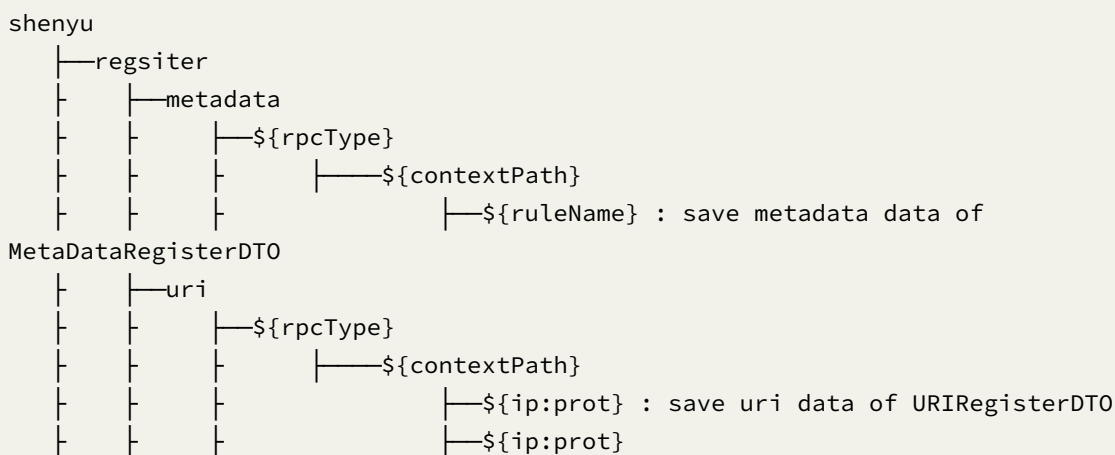 shenyu
   ├──regsiter
   ├    ├──metadata
   ├    ├     ├──${rpcType}
   ├    ├     ├      ├────${contextPath}
   ├    ├     ├               ├──${ruleName} : save metadata data of
MetaDataRegisterDTO
   ├    ├──uri
   ├    ├     ├──${rpcType}
   ├    ├     ├      ├────${contextPath}
   ├    ├     ├               ├──${ip:prot} : save uri data of URIRegisterDTO
   ├    ├     ├               ├──${ip:prot}